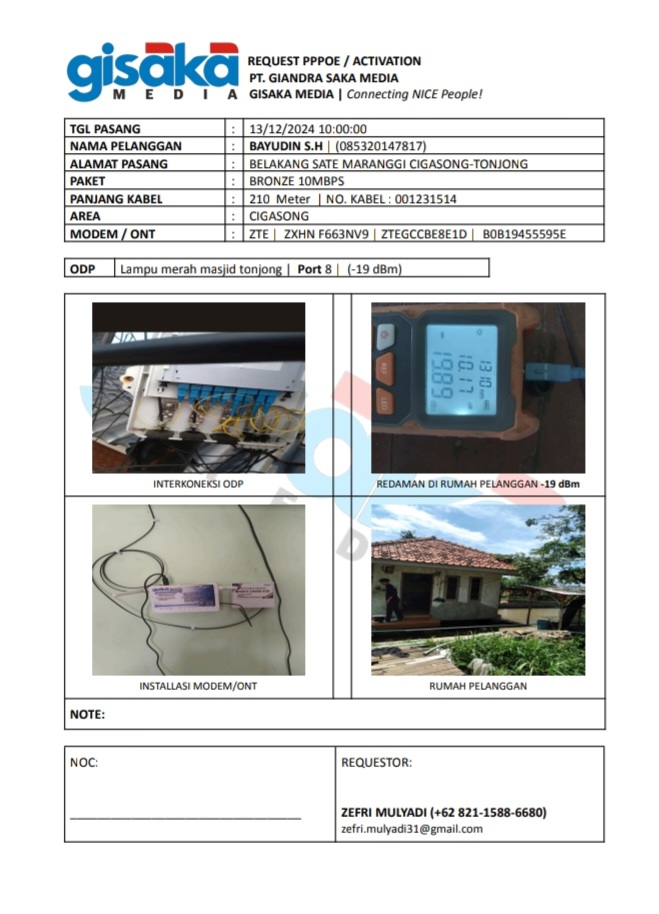 gisaka
MEDIA
REQUEST PPPOE / ACTIVATION
PT. GIANDRA SAKA MEDIA
GISAKA MEDIA | Connecting NICE People!
TGL PASANG : 13/12/2024 10:00:00
NAMA PELANGGAN : BAYUDIN S.H | (085320147817)
ALAMAT PASANG : BELAKANG SATE MARANGGI CIGASONG-TONJONG
PAKET : BRONZE 10MBPS
PANJANG KABEL : 210 Meter | NO. KABEL : 001231514
AREA : CIGASONG
MODEM / ONT : ZTE | ZXHN F663NV9 | ZTEGCCBE8E1D | B0B19455595E
ODP Lampu merah masjid tonjong | Port 8 | (-19 dBm)
REF
LED
INTERKONEKSI ODP
REDAMAN DI RUMAH PELANGGAN -19 dBm
INSTALLASI MODEM/ONT
RUMAH PELANGGAN
NOTE:
NOC:
REQUESTOR:
ZEFRI MULYADI (+62 821-1588-6680)
zefri.mulyadi31@gmail.com